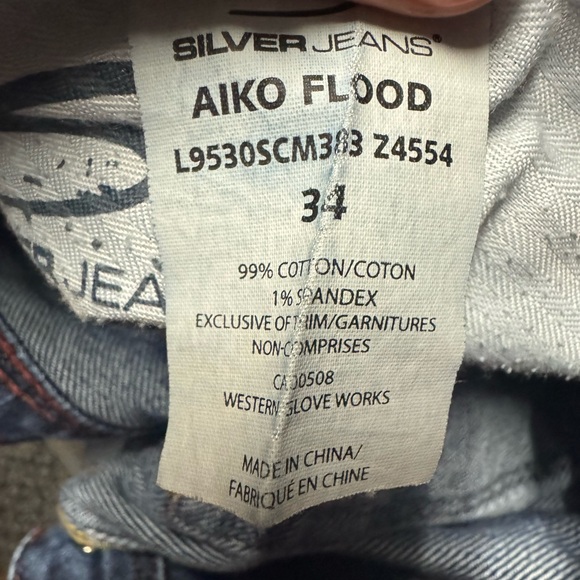 SILVER JEANS®
AIKO FLOOD
L9530SCM383 Z4554
34
99% COTTON/COTON
1% SPANDEX
EXCLUSIVE OF TRIM/GARNITURES
NON-COMPRISES
CA00508
WESTERN GLOVE WORKS
MADE IN CHINA/
FABRIQUÉ EN CHINE
R JEA